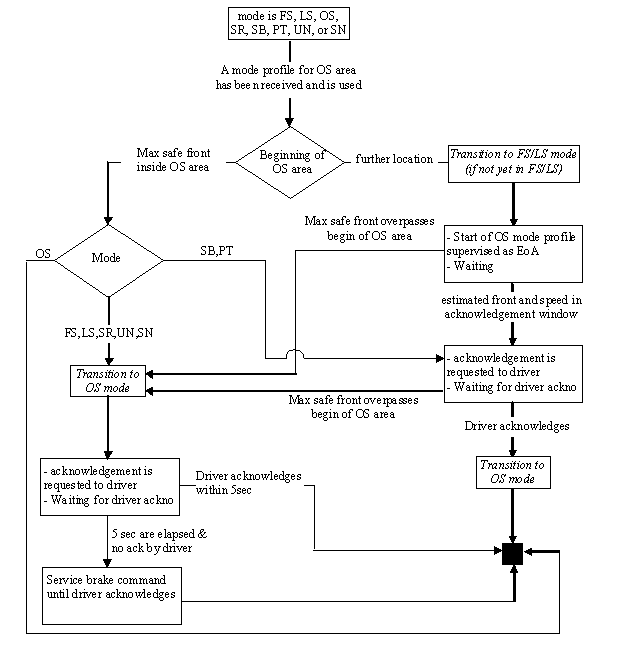 mode is FS, LS, OS,
SR, SB, PT, UN, or SN
A mode profile for OS area
has been received and is used
Max safe front
inside OS area
Beginning of
OS area
further location
Transition to FS/LS mode
(if not yet in FS/LS)
Max safe front overpasses
begin of OS area
- Start of OS mode profile
supervised as EoA
- Waiting
OS
Mode
SB,PT
estimated front and speed in
acknowledgement window
FS,LS,SR,UN,SN
Transition to
OS mode
- acknowledgement is
requested to driver
- Waiting for driver ackno
Max safe front overpasses
begin of OS area
Driver acknowledges
Transition to
OS mode
- acknowledgement is
requested to driver
- Waiting for driver ackno
Driver acknowledges
within 5sec
5 sec are elapsed &
no ack by driver
Service brake command
until driver acknowledges